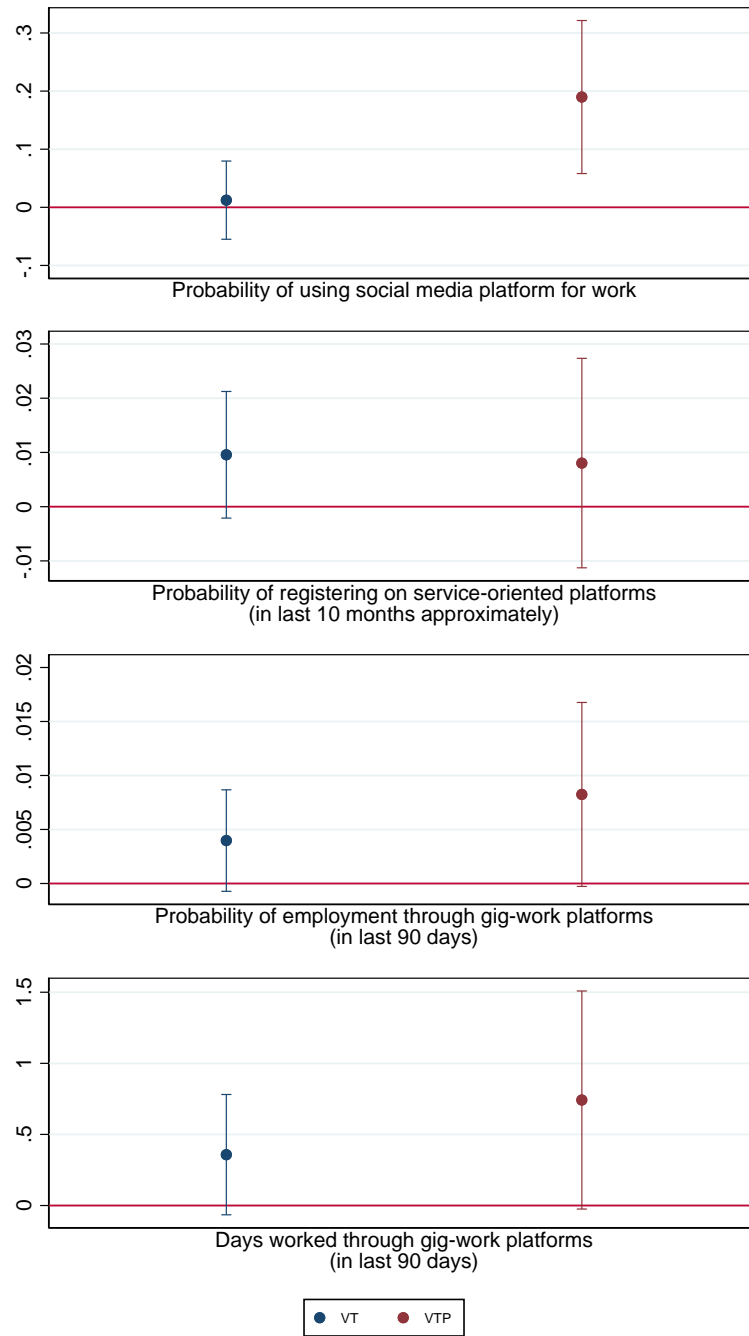 .3
.2
.1
0
-.1
Probability of using social media platform for work
.03
.02
.01
0
-.01
Probability of registering on service-oriented platforms
(in last 10 months approximately)
.02
.015
.01
.005
0
Probability of employment through gig-work platforms
(in last 90 days)
1.5
1
.5
0
Days worked through gig-work platforms
(in last 90 days)
VT VTP